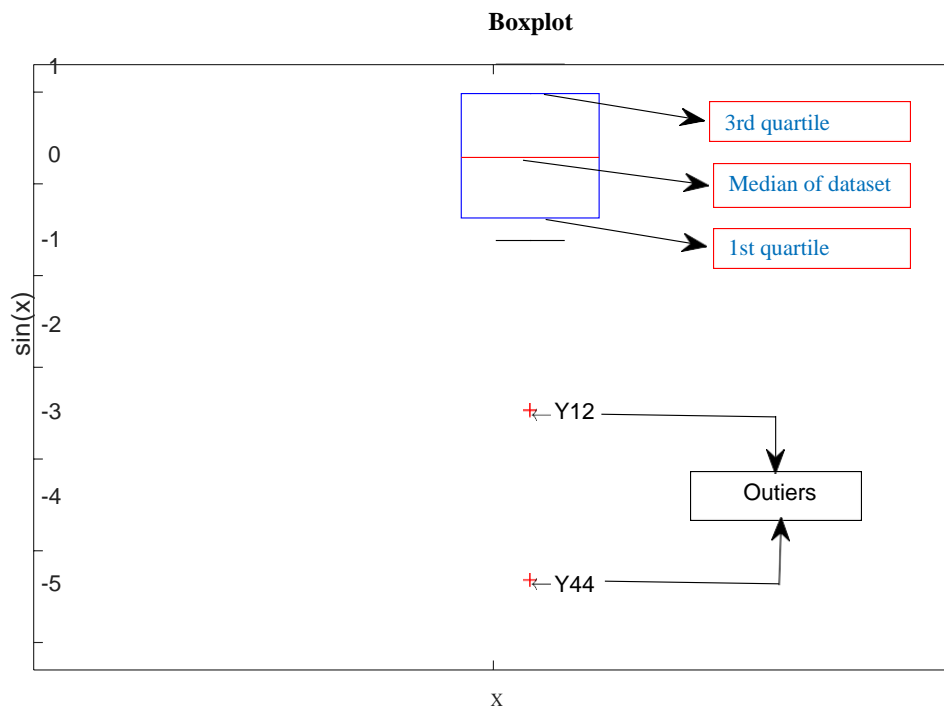 Boxplot
1
3rd quartile
0
Median of dataset
-1
1st quartile
sin(x)
-2
-3
Y12
-4
Outiers
-5
Y44
X